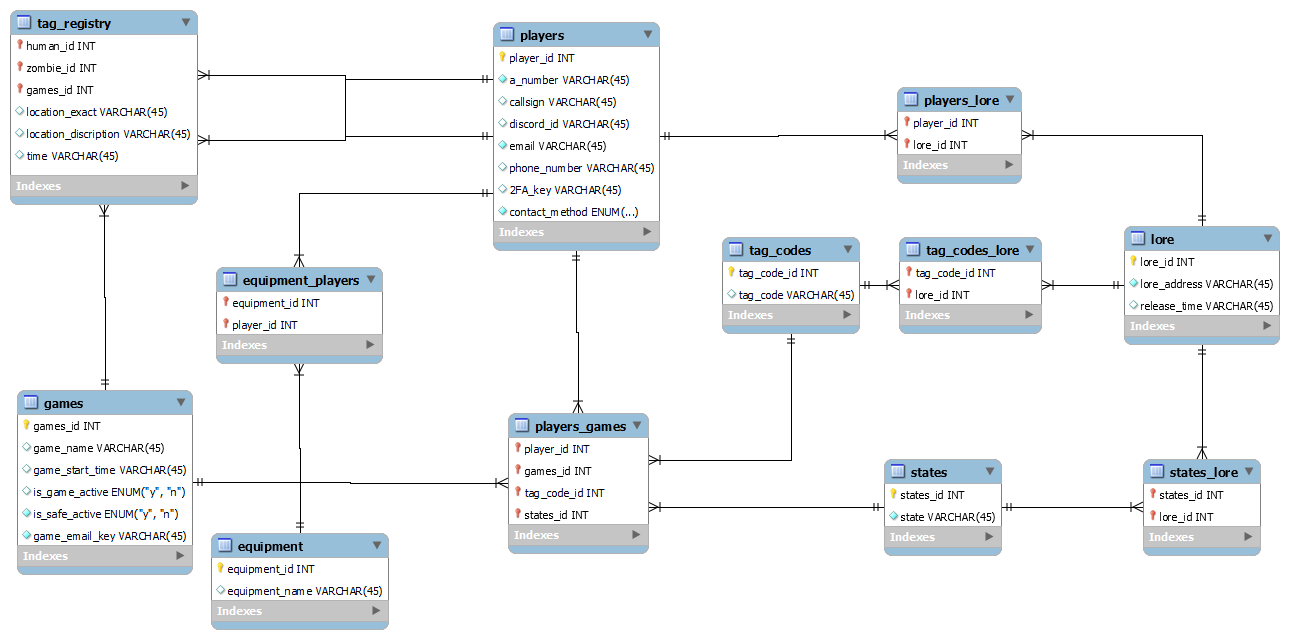 tag_registry
human_id INT
zombie_id INT
games_id INT
location_exact VARCHAR(45)
location_discription VARCHAR(45)
time VARCHAR(45)
Indexes
players
player_id INT
a_number VARCHAR(45)
callsign VARCHAR(45)
discord_id VARCHAR(45)
email VARCHAR(45)
phone_number VARCHAR(45)
2FA_key VARCHAR(45)
contact_method ENUM(...)
Indexes
players_lore
player_id INT
lore_id INT
Indexes
equipment_players
equipment_id INT
player_id INT
Indexes
tag_codes
tag_code_id INT
tag_code VARCHAR(45)
Indexes
tag_codes_lore
tag_code_id INT
lore_id INT
Indexes
lore
lore_id INT
lore_address VARCHAR(45)
release_time VARCHAR(45)
Indexes
games
games_id INT
game_name VARCHAR(45)
game_start_time VARCHAR(45)
is_game_active ENUM("y", "n")
is_safe_active ENUM("y", "n")
game_email_key VARCHAR(45)
Indexes
equipment
equipment_id INT
equipment_name VARCHAR(45)
Indexes
players_games
player_id INT
games_id INT
tag_code_id INT
states_id INT
Indexes
states
states_id INT
state VARCHAR(45)
Indexes
states_lore
states_id INT
lore_id INT
Indexes